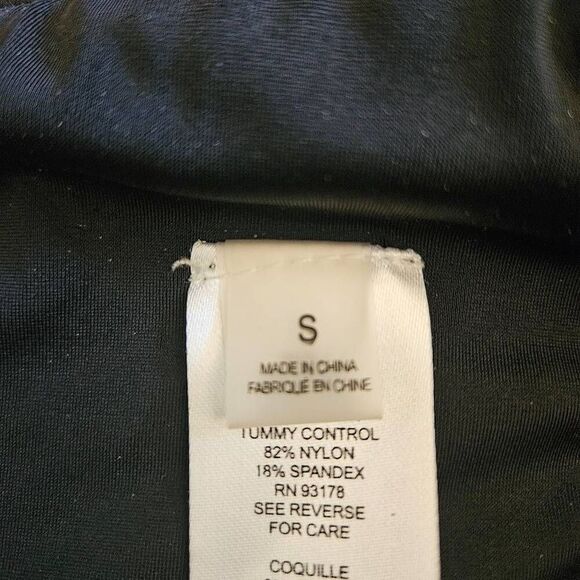 S
MADE IN CHINA
FABRIQUÉ EN CHINE
TUMMY CONTROL
82% NYLON
18% SPANDEX
RN 93178
SEE REVERSE
FOR CARE
COQUILLE